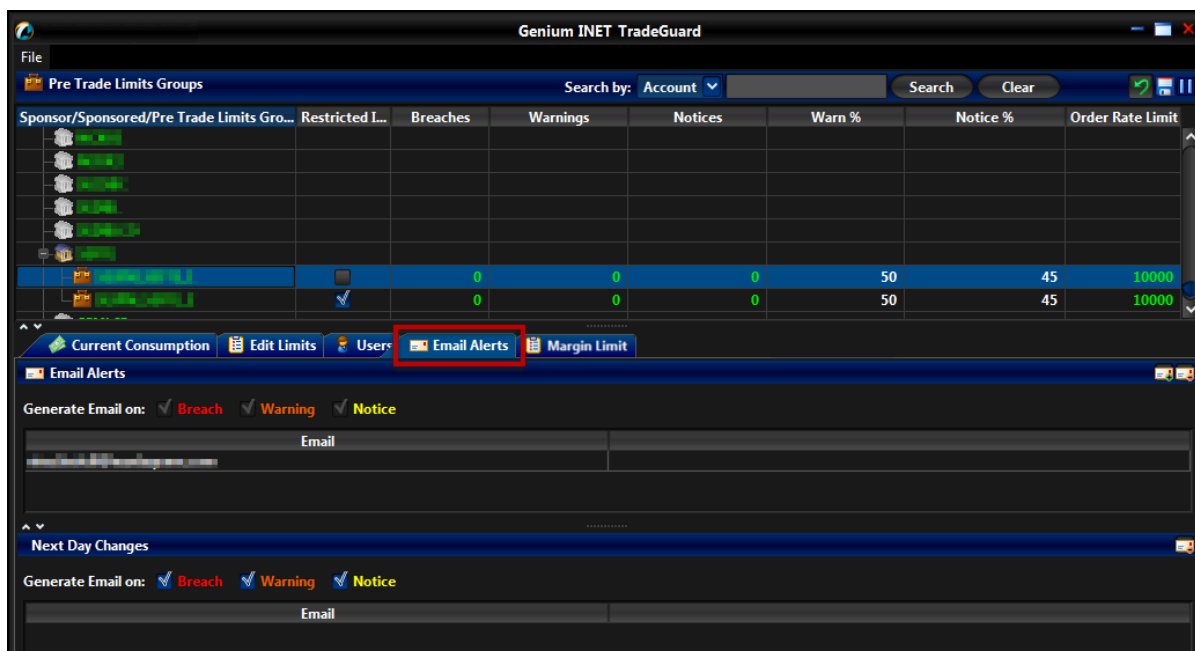 Genium INET TradeGuard
File
Pre Trade Limits Groups Search by: Account Search Clear
Sponsor/Sponsored/Pre Trade Limits Gro... Restricted I... Breaches Warnings Notices Warn % Notice % Order Rate Limit
0 0 0 50 45 10000
0 0 0 50 45 10000
Current Consumption Edit Limits Users Email Alerts Margin Limit
Email Alerts
Generate Email on: Breach Warning Notice
Email
Next Day Changes
Generate Email on: Breach Warning Notice
Email